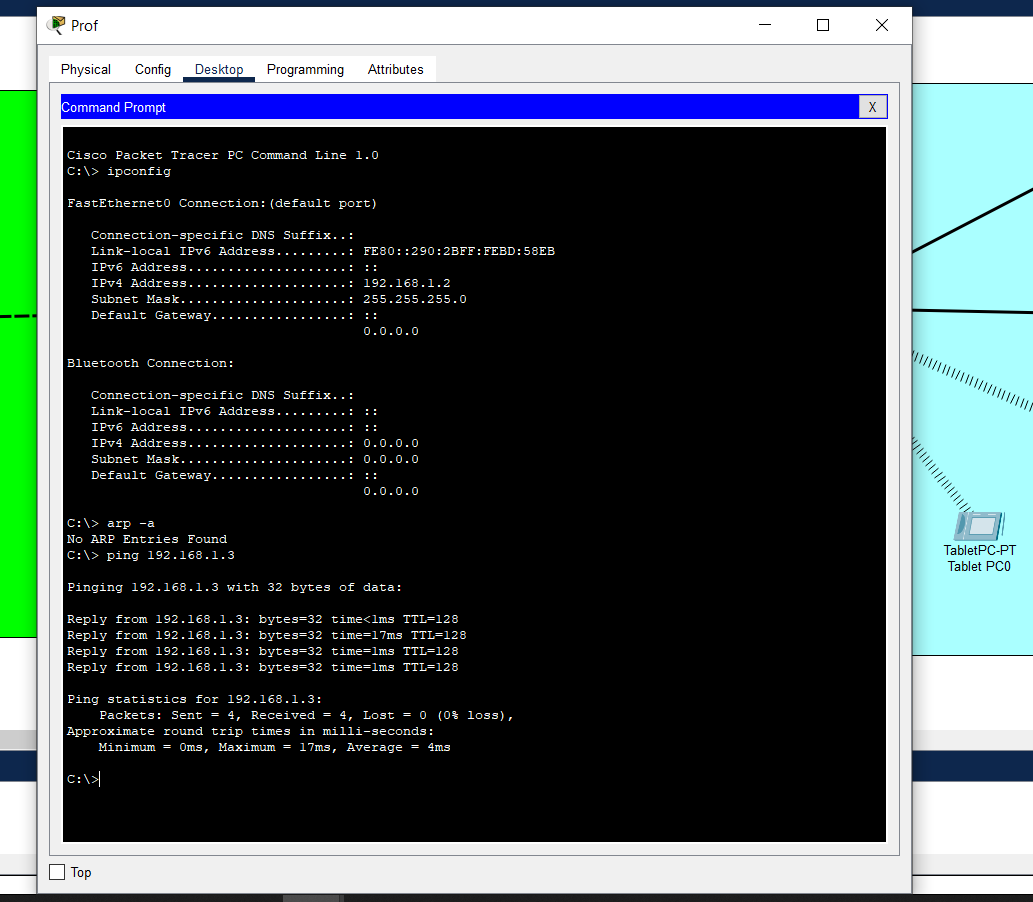 Prof
Physical Config Desktop Programming Attributes
Command Prompt X
Cisco Packet Tracer PC Command Line 1.0
C:\> ipconfig
FastEthernet0 Connection:(default port)
Connection-specific DNS Suffix..:
Link-local IPv6 Address.........: FE80::290:2BFF:FEBD:58EB
IPv6 Address....................: ::
IPv4 Address....................: 192.168.1.2
Subnet Mask.....................: 255.255.255.0
Default Gateway.................: ::
0.0.0.0
Bluetooth Connection:
Connection-specific DNS Suffix..:
Link-local IPv6 Address.........: ::
IPv6 Address....................: ::
IPv4 Address....................: 0.0.0.0
Subnet Mask.....................: 0.0.0.0
Default Gateway.................: ::
0.0.0.0
C:\> arp -a
No ARP Entries Found
C:\> ping 192.168.1.3
Pinging 192.168.1.3 with 32 bytes of data:
Reply from 192.168.1.3: bytes=32 time<1ms TTL=128
Reply from 192.168.1.3: bytes=32 time=17ms TTL=128
Reply from 192.168.1.3: bytes=32 time=1ms TTL=128
Reply from 192.168.1.3: bytes=32 time=1ms TTL=128
Ping statistics for 192.168.1.3:
Packets: Sent = 4, Received = 4, Lost = 0 (0% loss),
Approximate round trip times in milli-seconds:
Minimum = 0ms, Maximum = 17ms, Average = 4ms
C:\>
Top
TabletPC-PT
Tablet PC0